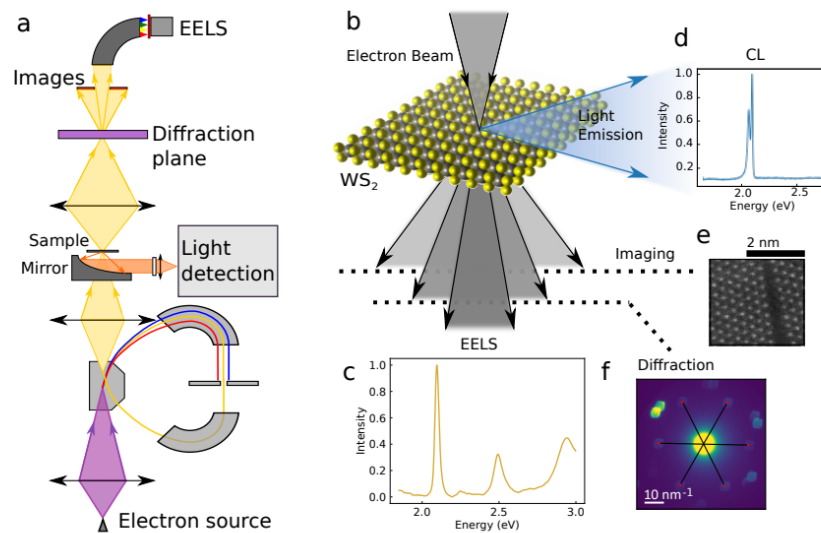 a
EELS
Images
Diffraction
plane
Sample
Mirror
Light
detection
Electron source
b
Electron Beam
Light
Emission
WS2
Imaging
EELS
c
1.0
0.8
0.6
0.4
0.2
0.0
Intensity
2.0 2.5 3.0
Energy (eV)
d
CL
1.0
0.8
0.6
0.4
0.2
Intensity
2.0 2.5
Energy (eV)
e
2 nm
f
Diffraction
10 nm⁻¹